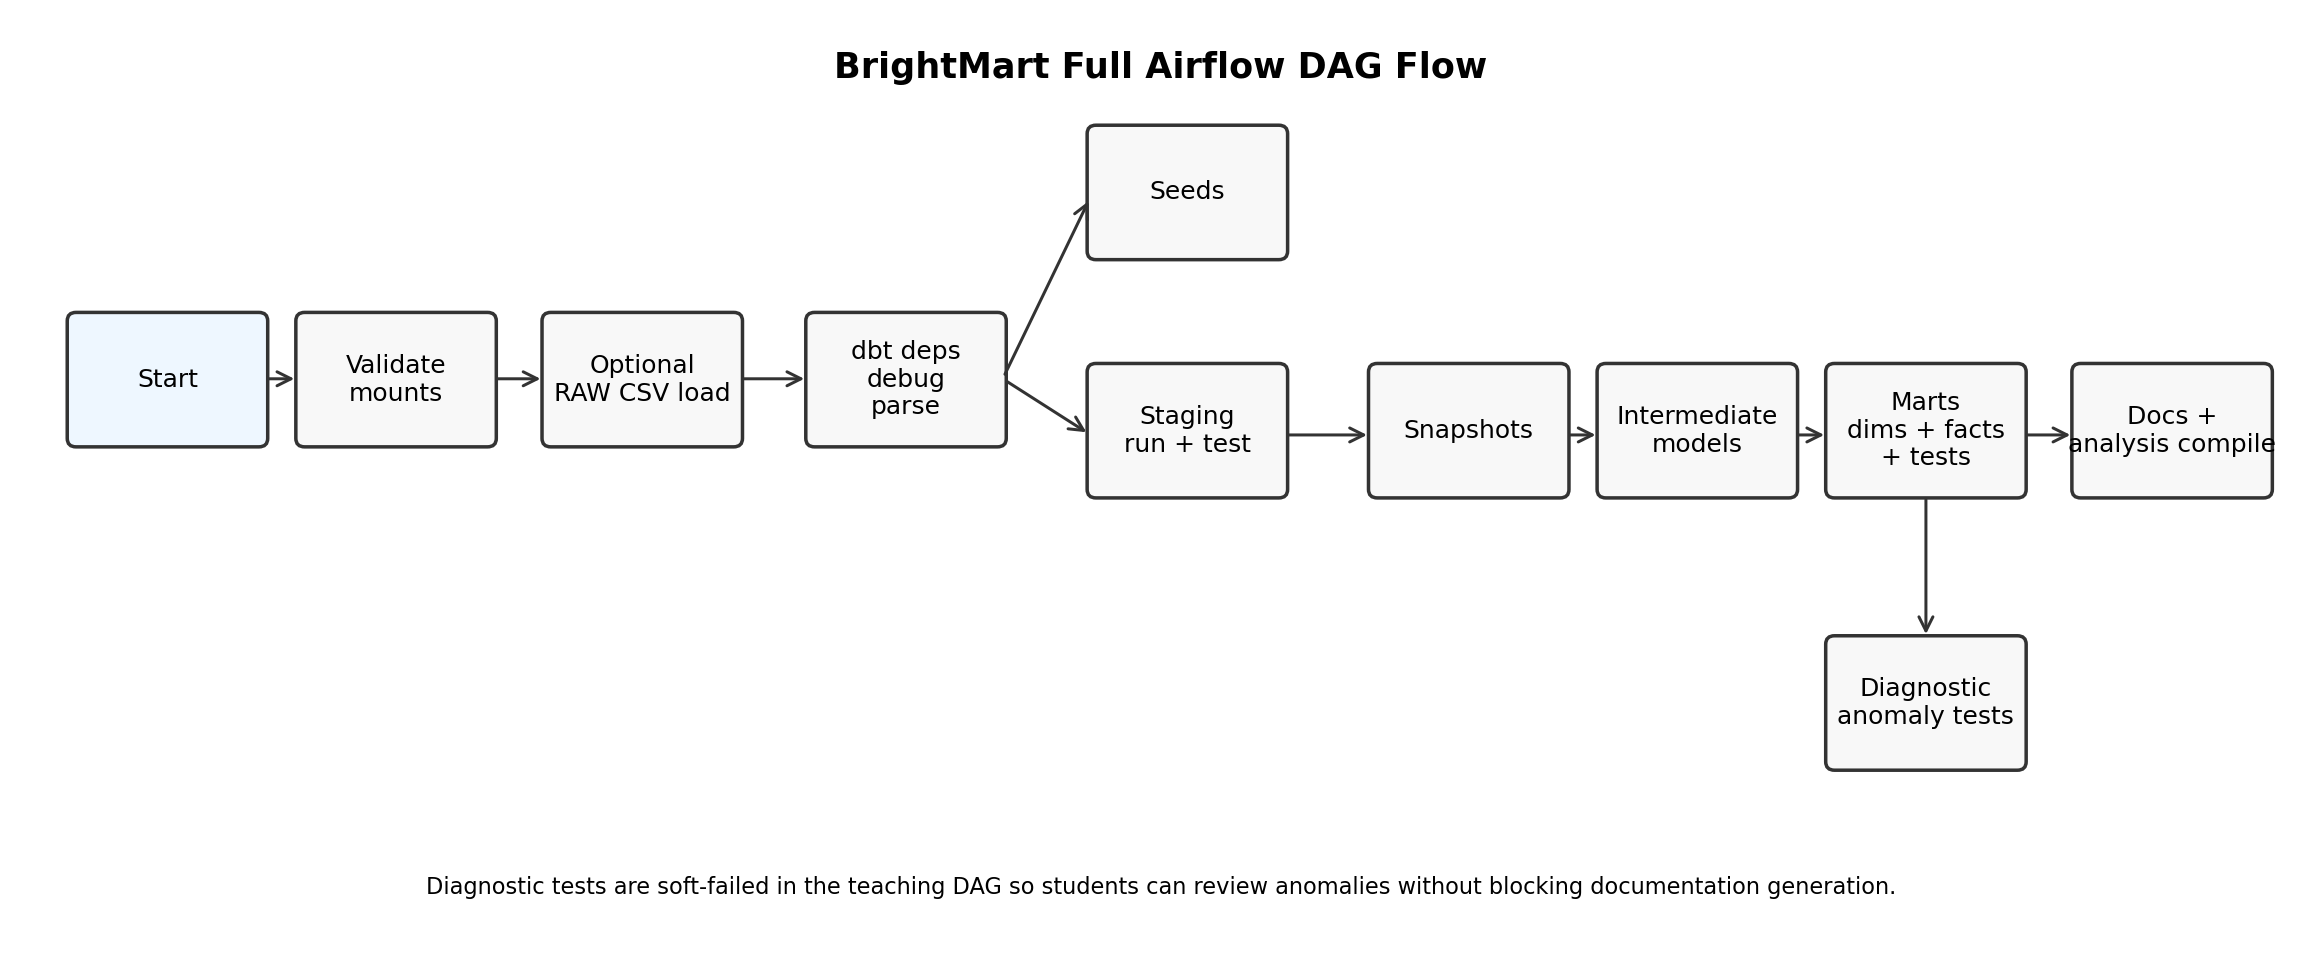 BrightMart Full Airflow DAG Flow
Seeds
Start
Validate
mounts
Optional
RAW CSV load
dbt deps
debug
parse
Staging
run + test
Snapshots
Intermediate
models
Marts
dims + facts
+ tests
Docs +
analysis compile
Diagnostic
anomaly tests
Diagnostic tests are soft-failed in the teaching DAG so students can review anomalies without blocking documentation generation.